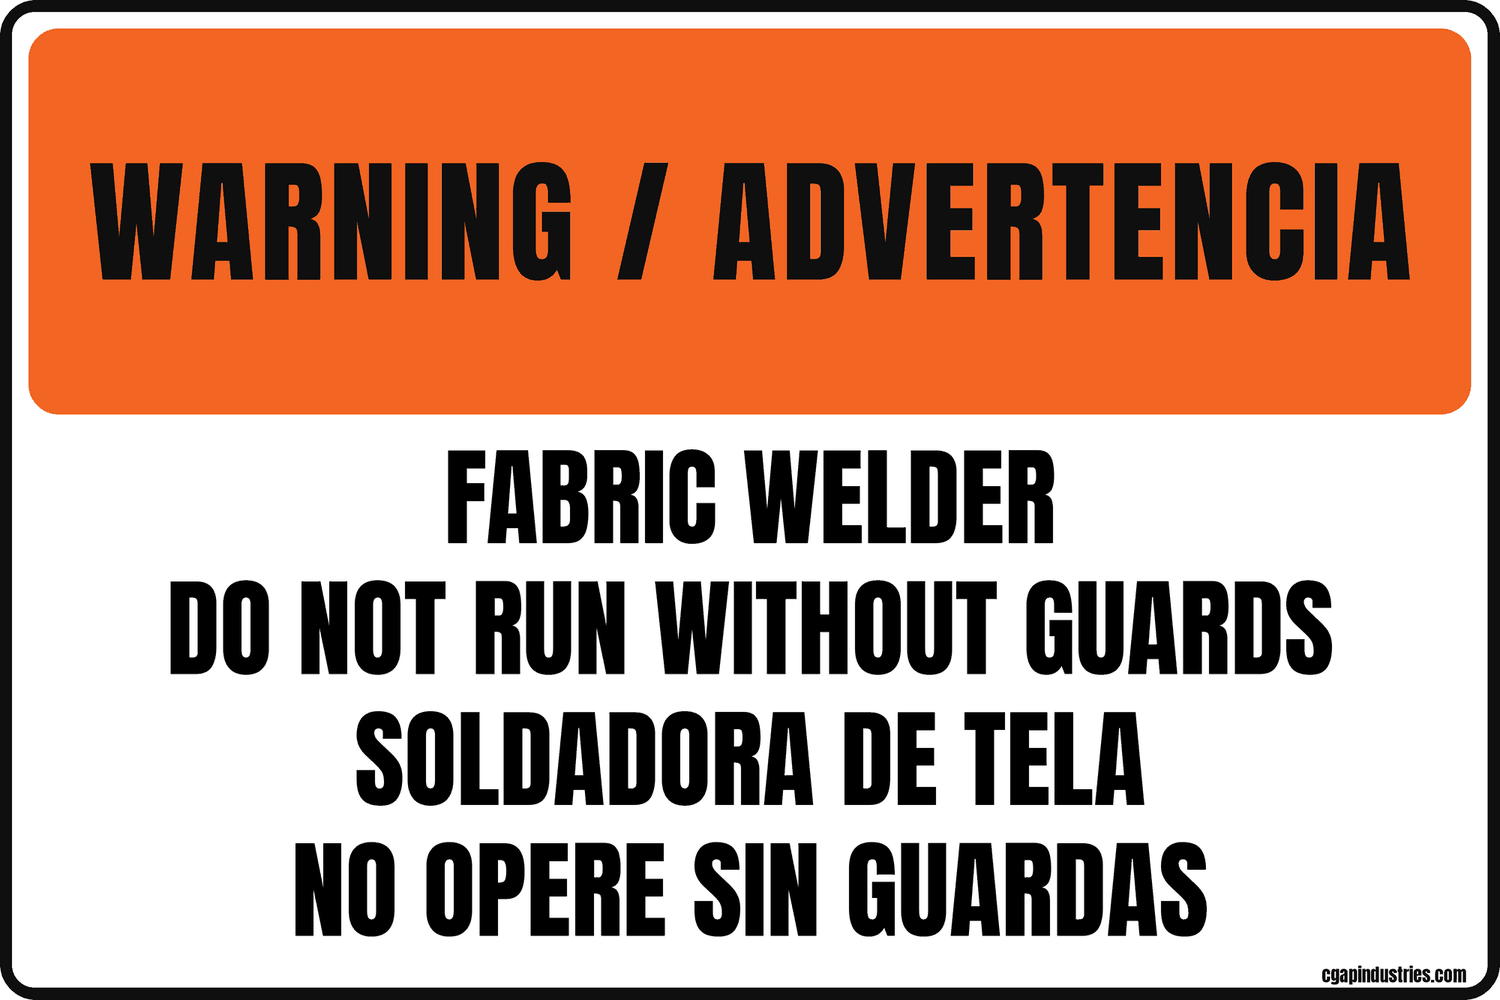 WARNING / ADVERTENCIA
FABRIC WELDER
DO NOT RUN WITHOUT GUARDS
SOLDADORA DE TELA
NO OPERE SIN GUARDAS
cgapindustries.com